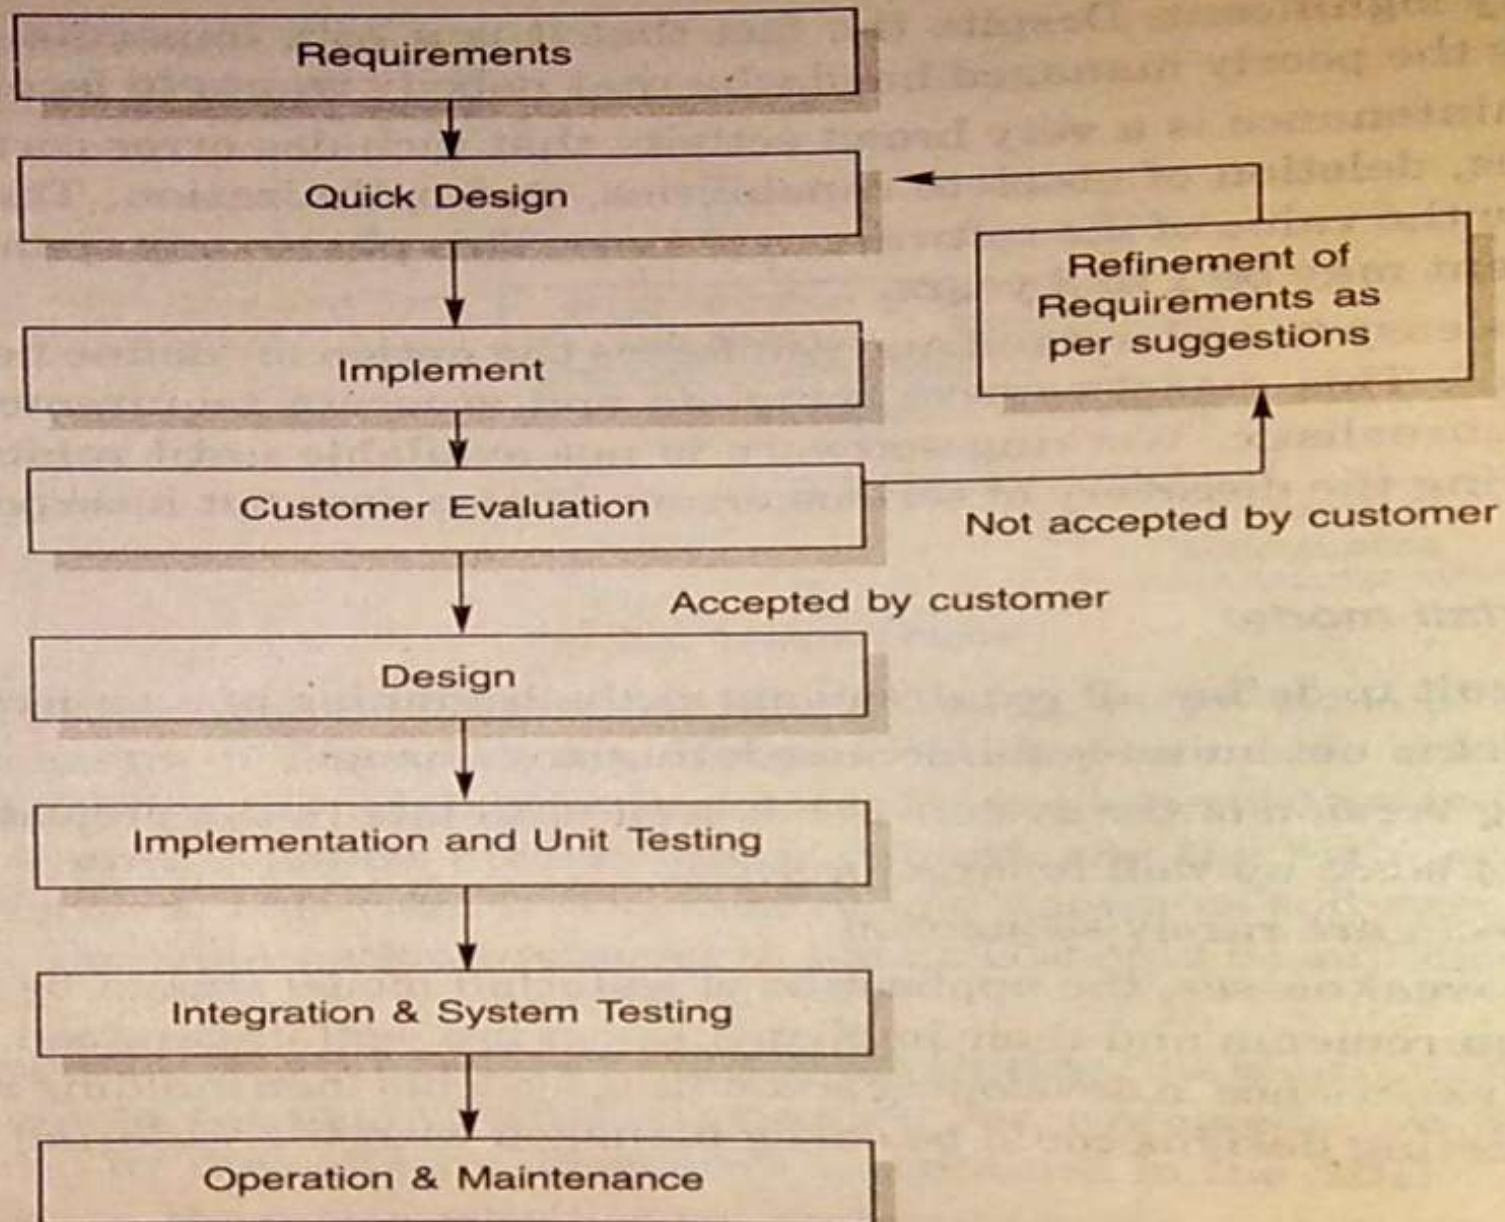 Requirements
Quick Design
Refinement of
Requirements as
per suggestions
Implement
Customer Evaluation
Not accepted by customer
Accepted by customer
Design
Implementation and Unit Testing
Integration & System Testing
Operation & Maintenance